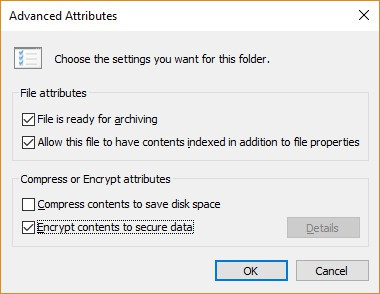 Advanced Attributes
Choose the settings you want for this folder.
File attributes
File is ready for archiving
Allow this file to have contents indexed in addition to file properties
Compress or Encrypt attributes
Compress contents to save disk space
Encrypt contents to secure data
Details
OK
Cancel